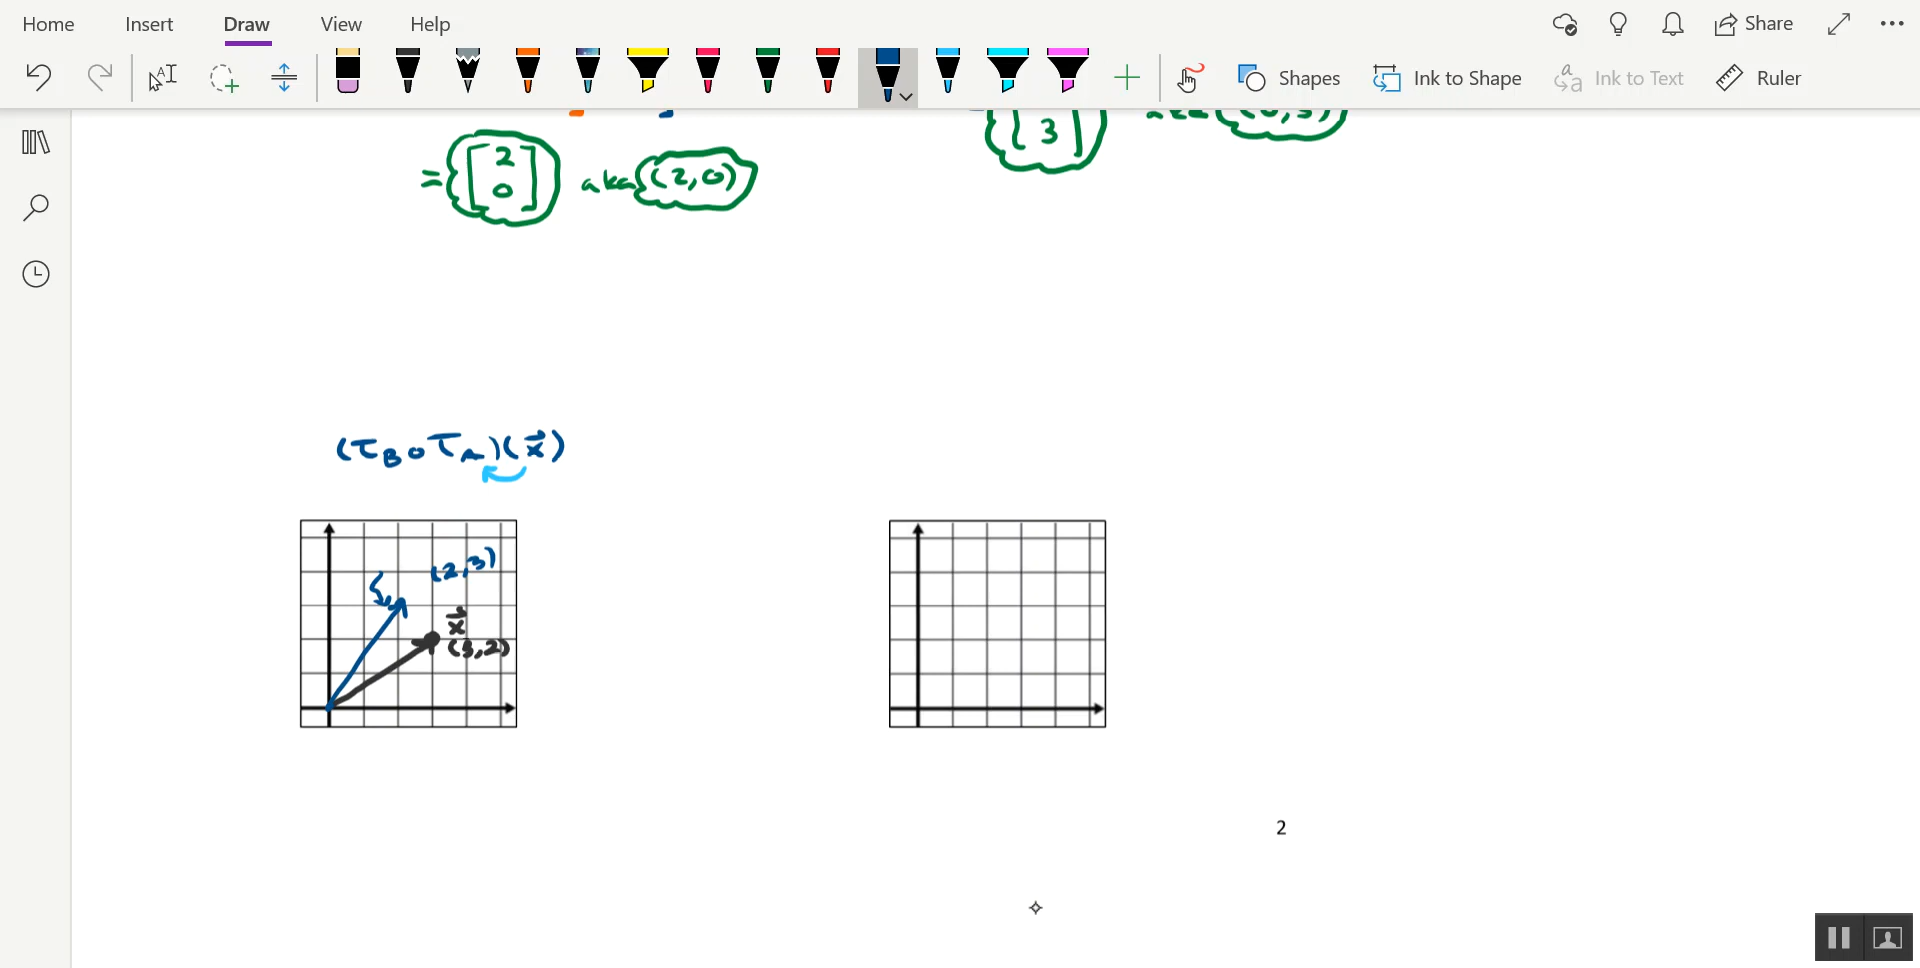 Home Insert Draw View Help Share
Shapes Ink to Shape Ink to Text Ruler
3
= [2 0] aka (2,0)
(T_B ∘ T_A)(x⃗)
(2,3)
x⃗
(3,2)
2